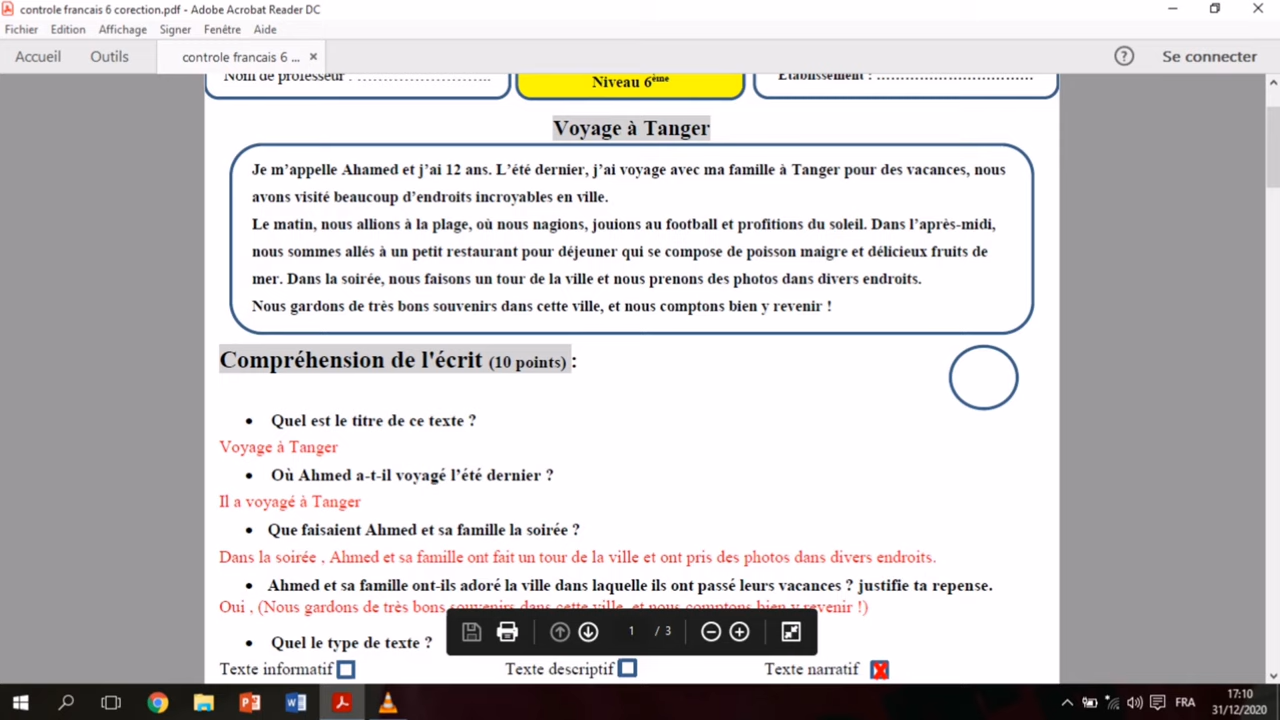 controle francais 6 corection.pdf - Adobe Acrobat Reader DC
Fichier Edition Affichage Signer Fenêtre Aide
Accueil Outils controle francais 6 ... × Se connecter
Nom de professeur : ...........................
Niveau 6ème
Etablissement : ................................
Voyage à Tanger
Je m'appelle Ahamed et j'ai 12 ans. L'été dernier, j'ai voyage avec ma famille à Tanger pour des vacances, nous
avons visité beaucoup d'endroits incroyables en ville.
Le matin, nous allions à la plage, où nous nagions, jouions au football et profitions du soleil. Dans l'après-midi,
nous sommes allés à un petit restaurant pour déjeuner qui se compose de poisson maigre et délicieux fruits de
mer. Dans la soirée, nous faisons un tour de la ville et nous prenons des photos dans divers endroits.
Nous gardons de très bons souvenirs dans cette ville, et nous comptons bien y revenir !
Compréhension de l'écrit (10 points) :
• Quel est le titre de ce texte ?
Voyage à Tanger
• Où Ahmed a-t-il voyagé l'été dernier ?
Il a voyagé à Tanger
• Que faisaient Ahmed et sa famille la soirée ?
Dans la soirée , Ahmed et sa famille ont fait un tour de la ville et ont pris des photos dans divers endroits.
• Ahmed et sa famille ont-ils adoré la ville dans laquelle ils ont passé leurs vacances ? justifie ta repense.
Oui , (Nous gardons de très bons souvenirs dans cette ville, et nous comptons bien y revenir !)
• Quel le type de texte ?
1 / 3
Texte informatif Texte descriptif Texte narratif
FRA
17:10
31/12/2020